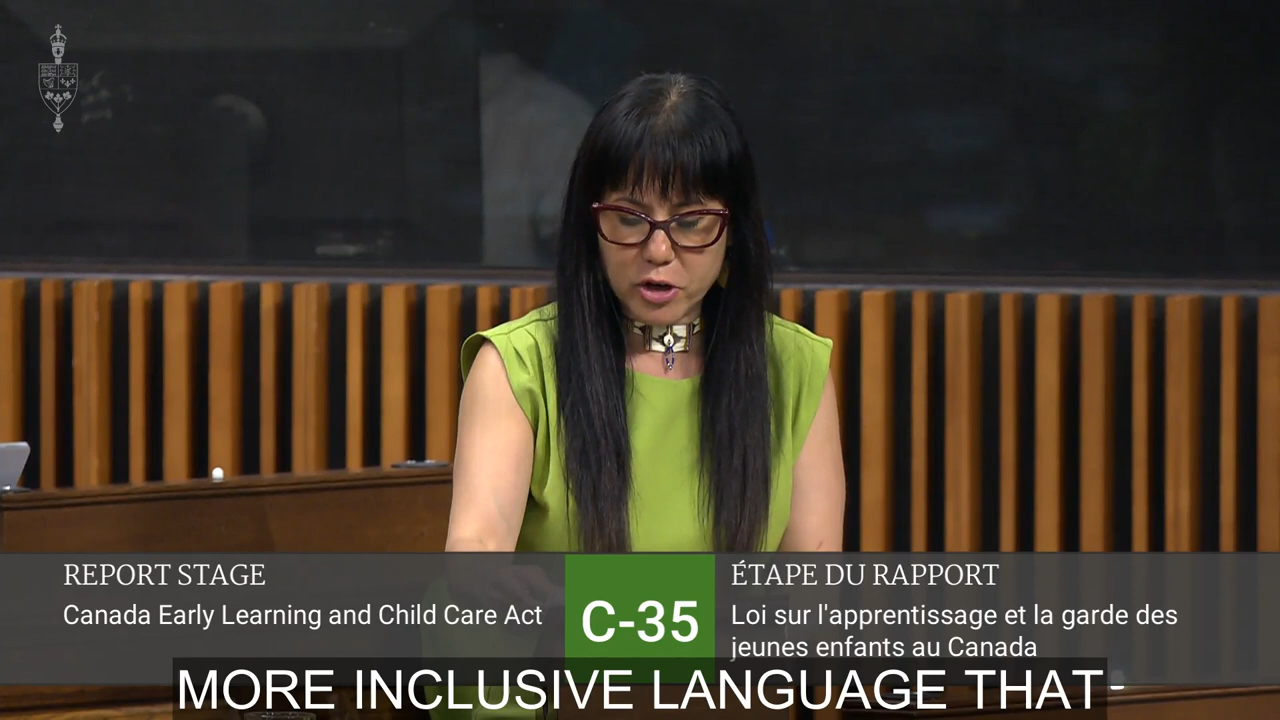 REPORT STAGE
Canada Early Learning and Child Care Act
C-35
ÉTAPE DU RAPPORT
Loi sur l'apprentissage et la garde des
jeunes enfants au Canada
MORE INCLUSIVE LANGUAGE THAT-